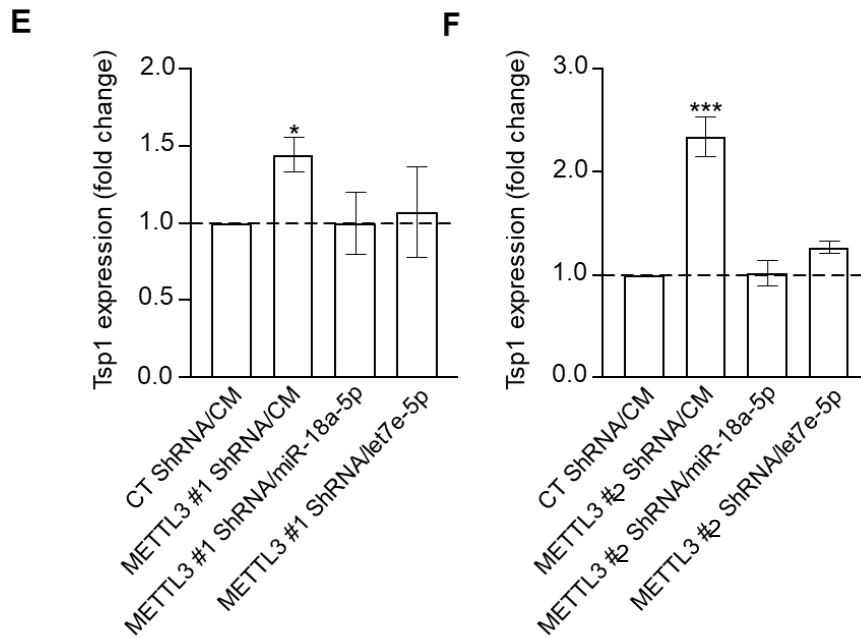 E
Tsp1 expression (fold change)
2.0
1.5
1.0
0.5
0.0
*
CT ShRNA/CM
METTL3 #1 ShRNA/CM
METTL3 #1 ShRNA/miR-18a-5p
METTL3 #1 ShRNA/let7e-5p
F
Tsp1 expression (fold change)
3.0
2.0
1.0
0.0
***
CT ShRNA/CM
METTL3 #2 ShRNA/CM
METTL3 #2 ShRNA/miR-18a-5p
METTL3 #2 ShRNA/let7e-5p